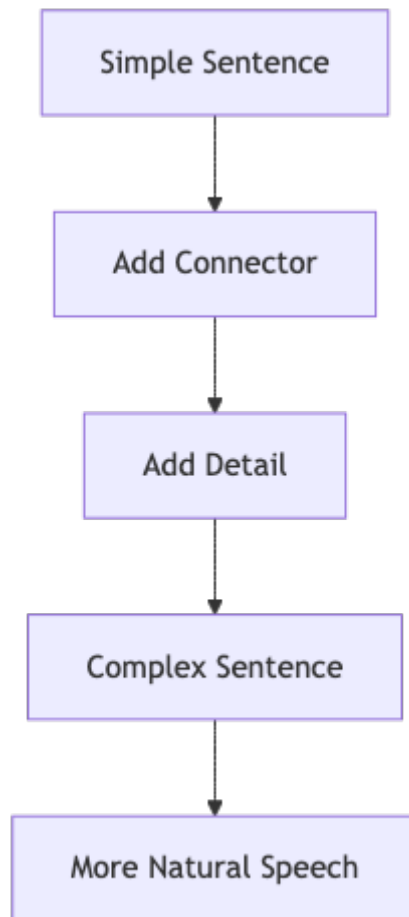 Simple Sentence
Add Connector
Add Detail
Complex Sentence
More Natural Speech